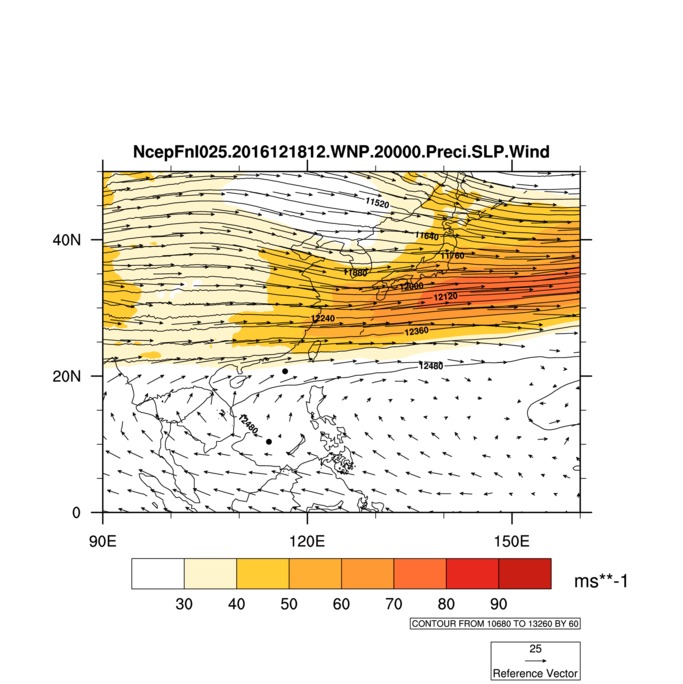 NcepFnl025.2016121812.WNP.20000.Preci.SLP.Wind
11520
40N
11640
11760
11880
12000
12120
12240
12360
12480
20N
12480
0
90E 120E 150E
30 40 50 60 70 80 90
ms**-1
CONTOUR FROM 10680 TO 13260 BY 60
25
Reference Vector